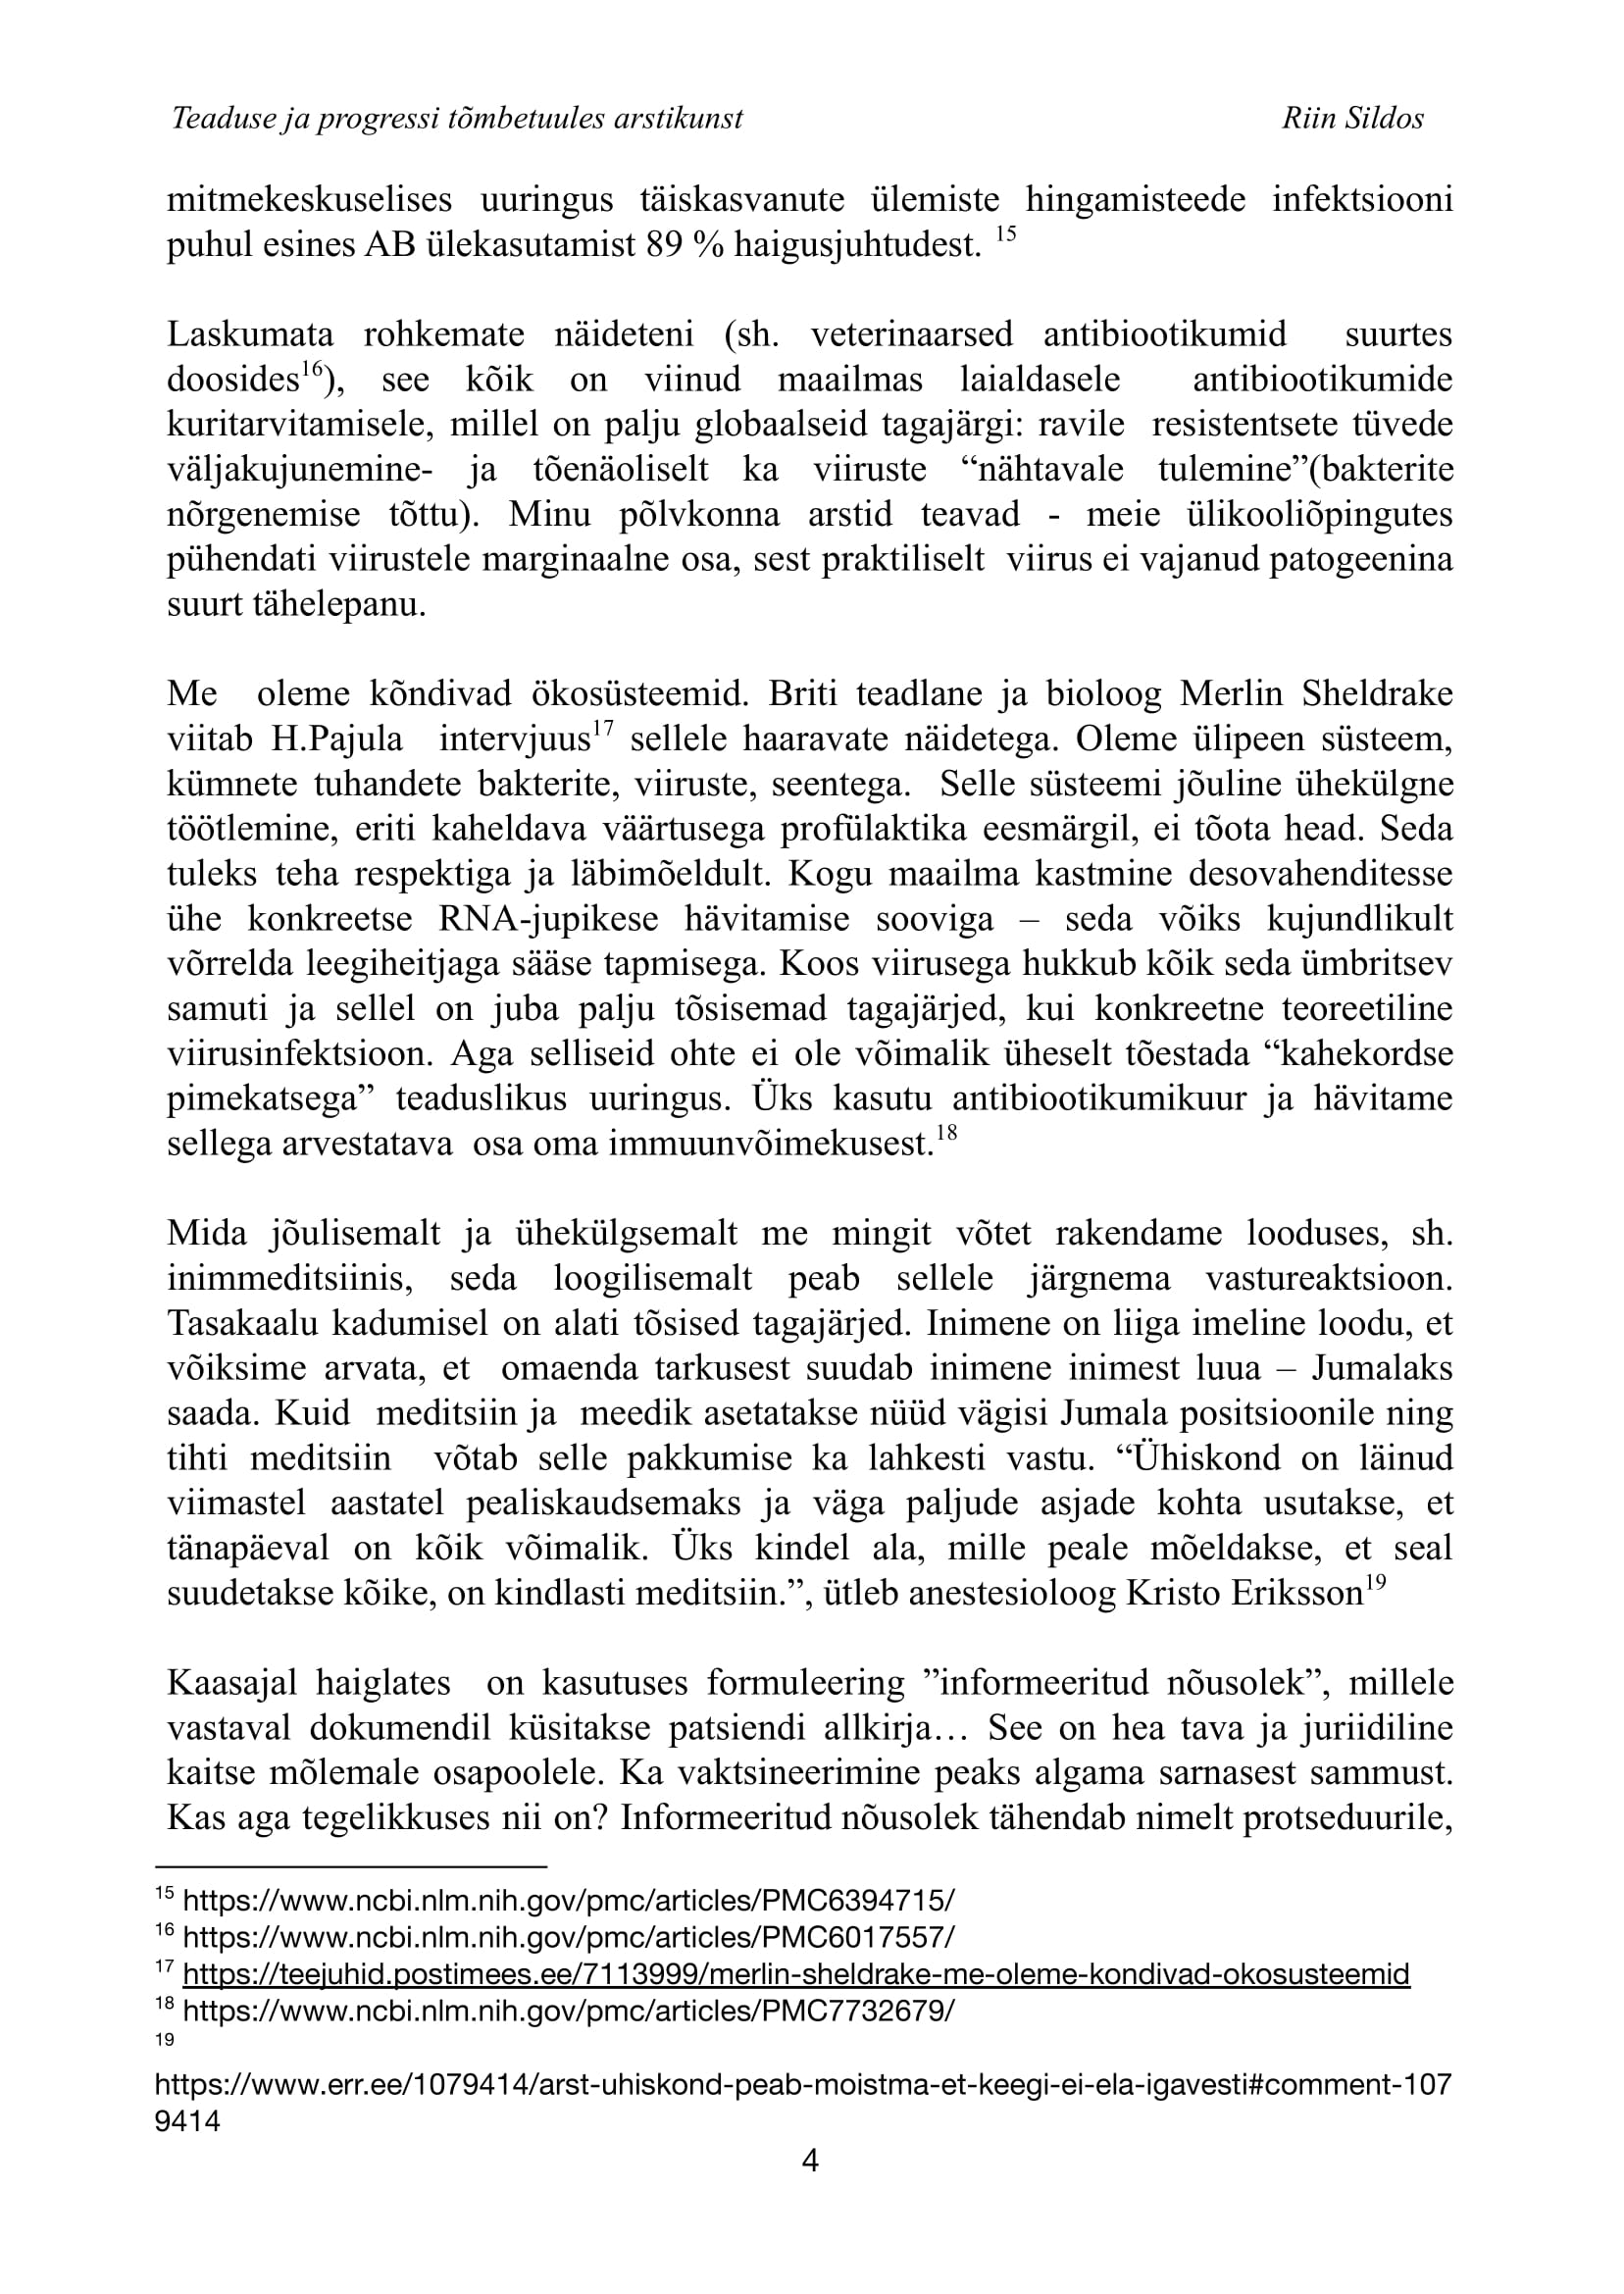 Teaduse ja progressi tõmbetuules arstikunst Riin Sildos
mitmekeskuselises uuringus täiskasvanute ülemiste hingamisteede infektsiooni
puhul esines AB ülekasutamist 89 % haigusjuhtudest. 15
Laskumata rohkemate näideteni (sh. veterinaarsed antibiootikumid suurtes
doosides16), see kõik on viinud maailmas laialdasele antibiootikumide
kuritarvitamisele, millel on palju globaalseid tagajärgi: ravile resistentsete tüvede
väljakujunemine- ja tõenäoliselt ka viiruste “nähtavale tulemine”(bakterite
nõrgenemise tõttu). Minu põlvkonna arstid teavad - meie ülikooliõpingutes
pühendati viirustele marginaalne osa, sest praktiliselt viirus ei vajanud patogeenina
suurt tähelepanu.
Me oleme kõndivad ökosüsteemid. Briti teadlane ja bioloog Merlin Sheldrake
viitab H.Pajula intervjuus17 sellele haaravate näidetega. Oleme ülipeen süsteem,
kümnete tuhandete bakterite, viiruste, seentega. Selle süsteemi jõuline ühekülgne
töötlemine, eriti kaheldava väärtusega profülaktika eesmärgil, ei tõota head. Seda
tuleks teha respektiga ja läbimõeldult. Kogu maailma kastmine desovahenditesse
ühe konkreetse RNA-jupikese hävitamise sooviga – seda võiks kujundlikult
võrrelda leegiheitjaga sääse tapmisega. Koos viirusega hukkub kõik seda ümbritsev
samuti ja sellel on juba palju tõsisemad tagajärjed, kui konkreetne teoreetiline
viirusinfektsioon. Aga selliseid ohte ei ole võimalik üheselt tõestada “kahekordse
pimekatsega” teaduslikus uuringus. Üks kasutu antibiootikumikuur ja hävitame
sellega arvestatava osa oma immuunvõimekusest.18
Mida jõulisemalt ja ühekülgsemalt me mingit võtet rakendame looduses, sh.
inimmeditsiinis, seda loogilisemalt peab sellele järgnema vastureaktsioon.
Tasakaalu kadumisel on alati tõsised tagajärjed. Inimene on liiga imeline loodu, et
võiksime arvata, et omaenda tarkusest suudab inimene inimest luua – Jumalaks
saada. Kuid meditsiin ja meedik asetatakse nüüd vägisi Jumala positsioonile ning
tihti meditsiin võtab selle pakkumise ka lahkesti vastu. “Ühiskond on läinud
viimastel aastatel pealiskaudsemaks ja väga paljude asjade kohta usutakse, et
tänapäeval on kõik võimalik. Üks kindel ala, mille peale mõeldakse, et seal
suudetakse kõike, on kindlasti meditsiin.”, ütleb anestesioloog Kristo Eriksson19
Kaasajal haiglates on kasutuses formuleering ”informeeritud nõusolek”, millele
vastaval dokumendil küsitakse patsiendi allkirja… See on hea tava ja juriidiline
kaitse mõlemale osapoolele. Ka vaktsineerimine peaks algama sarnasest sammust.
Kas aga tegelikkuses nii on? Informeeritud nõusolek tähendab nimelt protseduurile,
15 https://www.ncbi.nlm.nih.gov/pmc/articles/PMC6394715/
16 https://www.ncbi.nlm.nih.gov/pmc/articles/PMC6017557/
17 https://teejuhid.postimees.ee/7113999/merlin-sheldrake-me-oleme-kondivad-okosusteemid
18 https://www.ncbi.nlm.nih.gov/pmc/articles/PMC7732679/
19
https://www.err.ee/1079414/arst-uhiskond-peab-moistma-et-keegi-ei-ela-igavesti#comment-107
9414
4